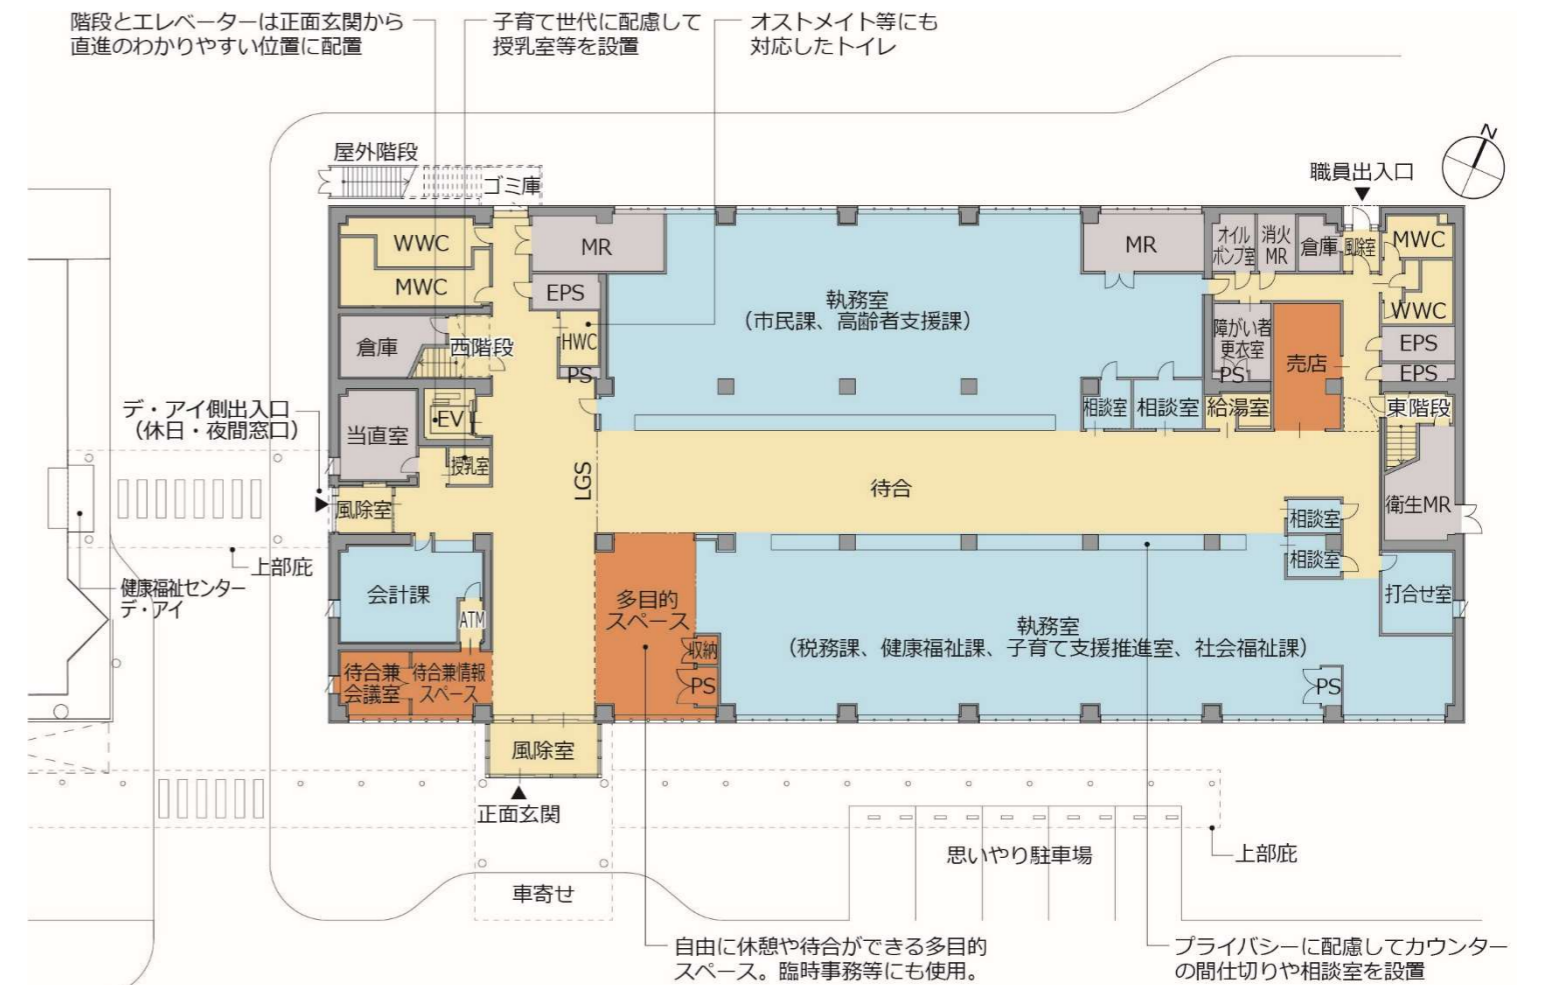 階段とエレベーターは正面玄関から
直進のわかりやすい位置に配置
子育て世代に配慮して
授乳室等を設置
オストメイト等にも
対応したトイレ
N
屋外階段
ゴミ庫
職員出入口
WWC
MWC
MR
EPS
HWC
PS
倉庫
西階段
執務室
(市民課、高齢者支援課)
MR
オイル
ポンプ室
消火
MR
倉庫
風除室
MWC
WWC
障がい者
更衣室
PS
売店
EPS
EPS
デ・アイ側出入口
(休日・夜間窓口)
当直室
EV
授乳室
相談室
相談室
給湯室
東階段
風除室
LGS
待合
相談室
相談室
衛生MR
上部庇
健康福祉センター
デ・アイ
会計課
ATM
多目的
スペース
収納
PS
執務室
(税務課、健康福祉課、子育て支援推進室、社会福祉課)
PS
打合せ室
待合兼
会議室
待合兼情報
スペース
風除室
正面玄関
思いやり駐車場
上部庇
車寄せ
自由に休憩や待合ができる多目的
スペース。臨時事務等にも使用。
プライバシーに配慮してカウンター
の間仕切りや相談室を設置